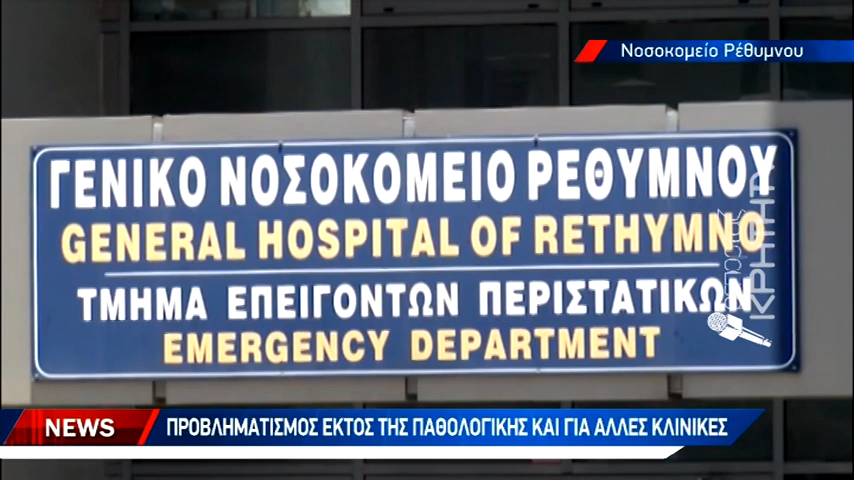 Νοσοκομείο Ρέθυμνου
ΓΕΝΙΚΟ ΝΟΣΟΚΟΜΕΙΟ ΡΕΘΥΜΝΟΥ
GENERAL HOSPITAL OF RETHYMNO
ΤΜΗΜΑ ΕΠΕΙΓΟΝΤΩΝ ΠΕΡΙΣΤΑΤΙΚΩΝ
EMERGENCY DEPARTMENT
ΚΡΗΤΗ
NEWS ΠΡΟΒΛΗΜΑΤΙΣΜΟΣ ΕΚΤΟΣ ΤΗΣ ΠΑΘΟΛΟΓΙΚΗΣ ΚΑΙ ΓΙΑ ΑΛΛΕΣ ΚΛΙΝΙΚΕΣ